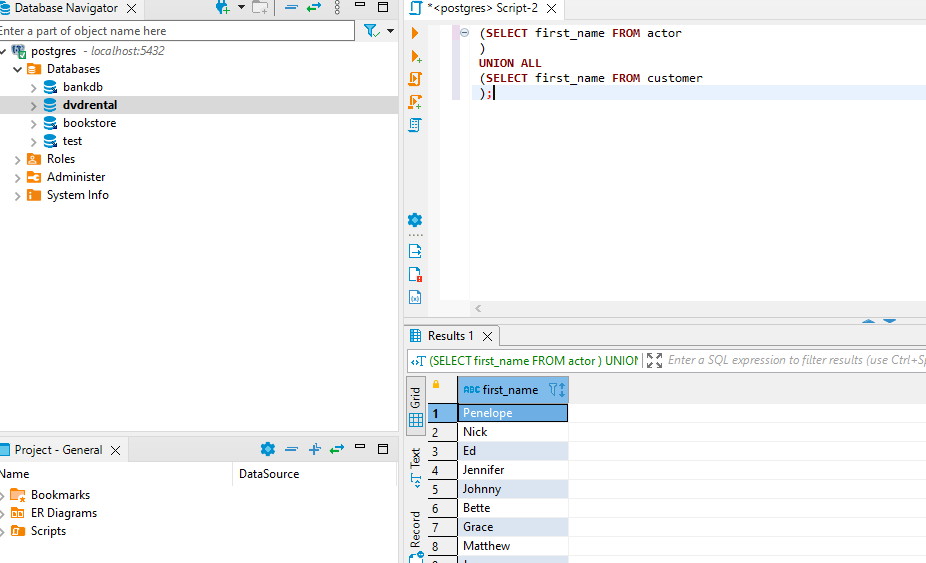 Database Navigator
*<postgres> Script-2
Enter a part of object name here
postgres - localhost:5432
Databases
bankdb
dvdrental
bookstore
test
Roles
Administer
System Info
(SELECT first_name FROM actor
)
UNION ALL
(SELECT first_name FROM customer
);
Project - General
Name
DataSource
Bookmarks
ER Diagrams
Scripts
Results 1
(SELECT first_name FROM actor ) UNION
Enter a SQL expression to filter results (use Ctrl+Sp
Grid
Text
Record
ABC first_name
1 Penelope
2 Nick
3 Ed
4 Jennifer
5 Johnny
6 Bette
7 Grace
8 Matthew